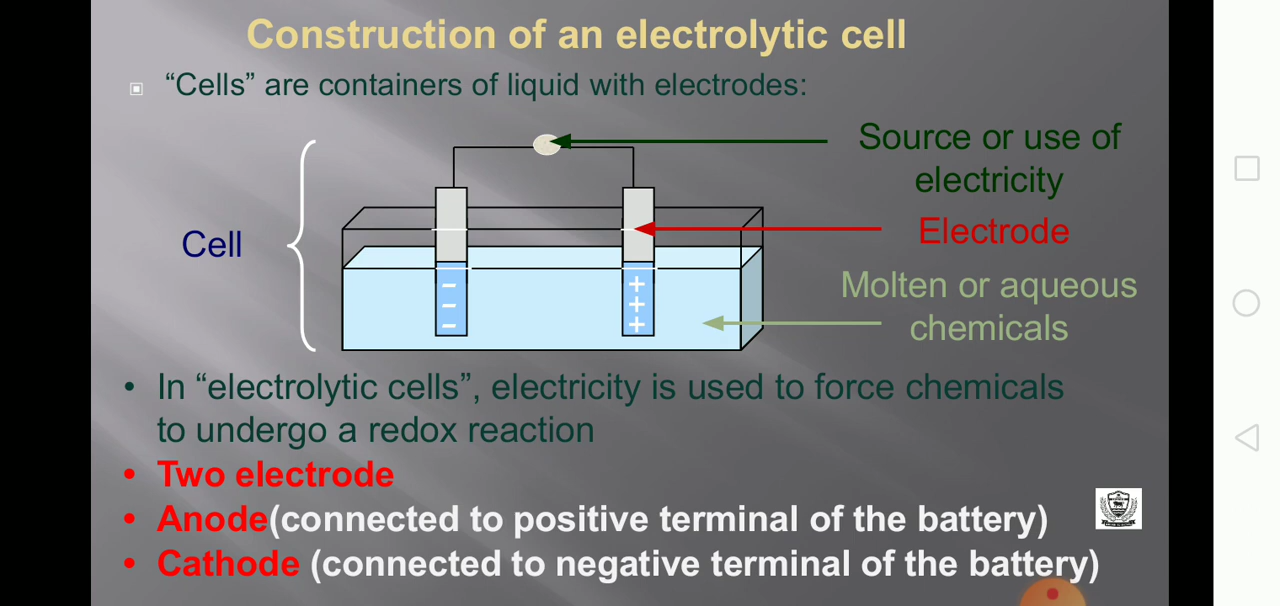 Construction of an electrolytic cell
“Cells” are containers of liquid with electrodes:
Source or use of
electricity
Cell
Electrode
Molten or aqueous
chemicals
– +
– +
– +
• In “electrolytic cells”, electricity is used to force chemicals
to undergo a redox reaction
• Two electrode
• Anode(connected to positive terminal of the battery)
• Cathode (connected to negative terminal of the battery)